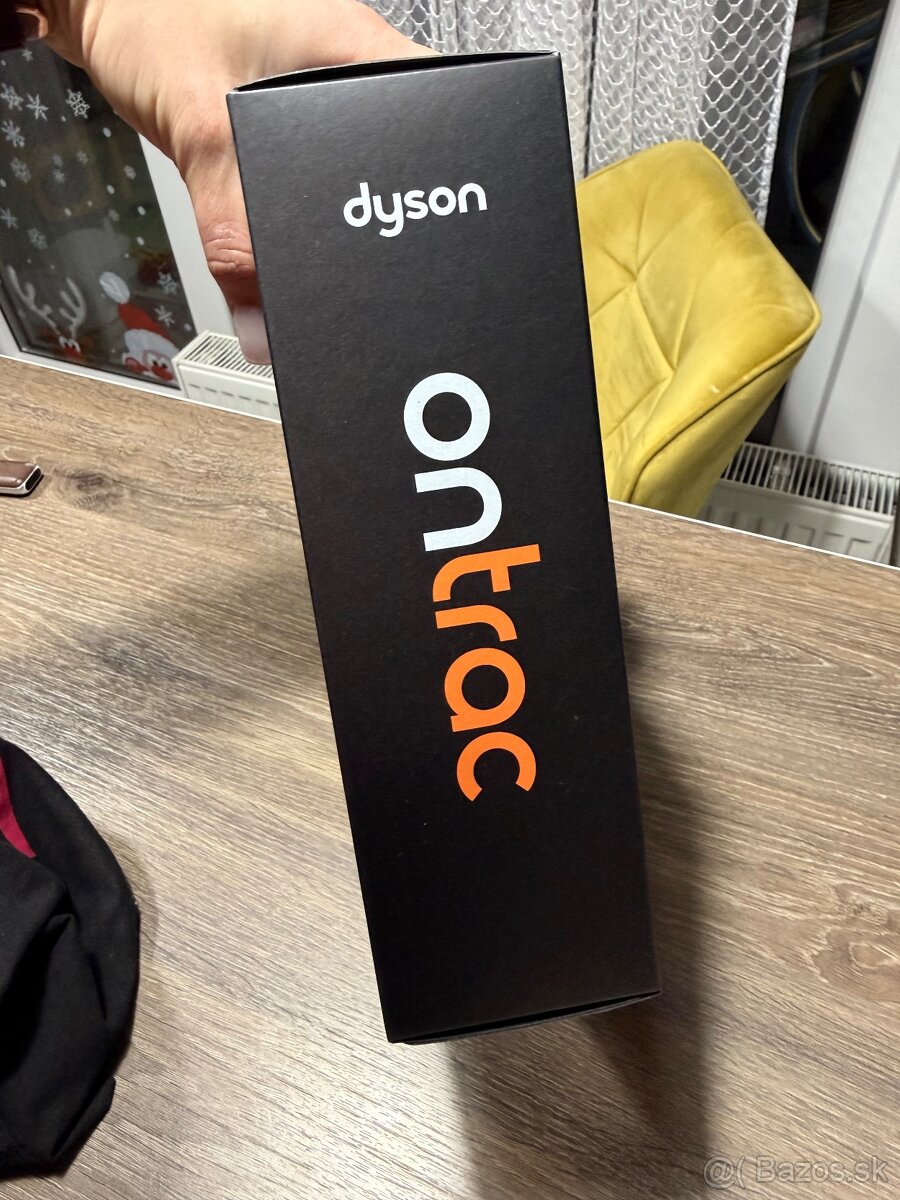 dyson
ontrac
@( Bazos.sk